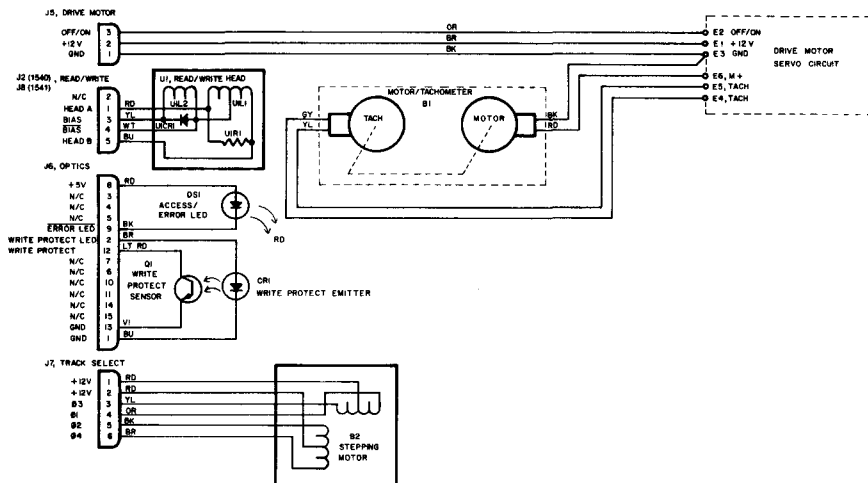 J5, DRIVE MOTOR
OFF/ON 3 OR E2 OFF/ON
+12V 2 BR E1 +12V
GND 1 BK E3 GND
DRIVE MOTOR
SERVO CIRCUIT
E6, M+
E5, TACH
E4, TACH
J2 (1540), READ/WRITE
J8 (1541)
N/C 2
HEAD A 1 RD
BIAS 3 YL
BIAS 4 WT
HEAD B 5 BU
U1, READ/WRITE HEAD
U1L2
U1L1
U1CR1
U1R1
MOTOR/TACHOMETER
B1
GY
YL
TACH
MOTOR
BK
RD
J6, OPTICS
+5V 8 RD
N/C 3
N/C 4
N/C 5
ERROR LED 9 BK
WRITE PROTECT LED 2 BR
WRITE PROTECT 12 LT RD
N/C 7
N/C 6
N/C 10
N/C 11
N/C 14
N/C 15
GND 13 VI
GND 1 BU
DS1
ACCESS/
ERROR LED
RD
Q1
WRITE
PROTECT
SENSOR
CR1
WRITE PROTECT EMITTER
J7, TRACK SELECT
+12V 1 RD
+12V 2 RD
Ø3 3 YL
Ø1 4 OR
Ø2 5 BK
Ø4 6 BR
B2
STEPPING
MOTOR